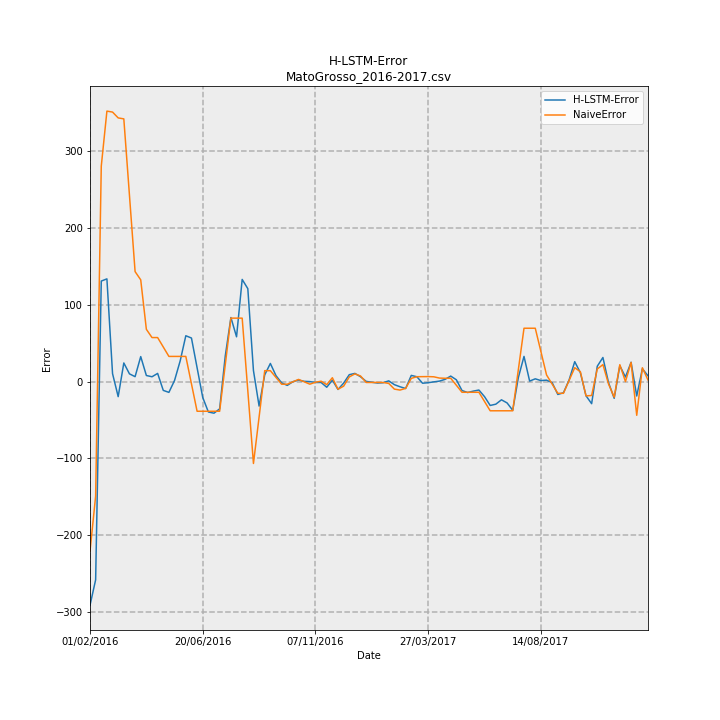 H-LSTM-Error
MatoGrosso_2016-2017.csv
H-LSTM-Error
NaiveError
Error
300
200
100
0
−100
−200
−300
01/02/2016 20/06/2016 07/11/2016 27/03/2017 14/08/2017
Date